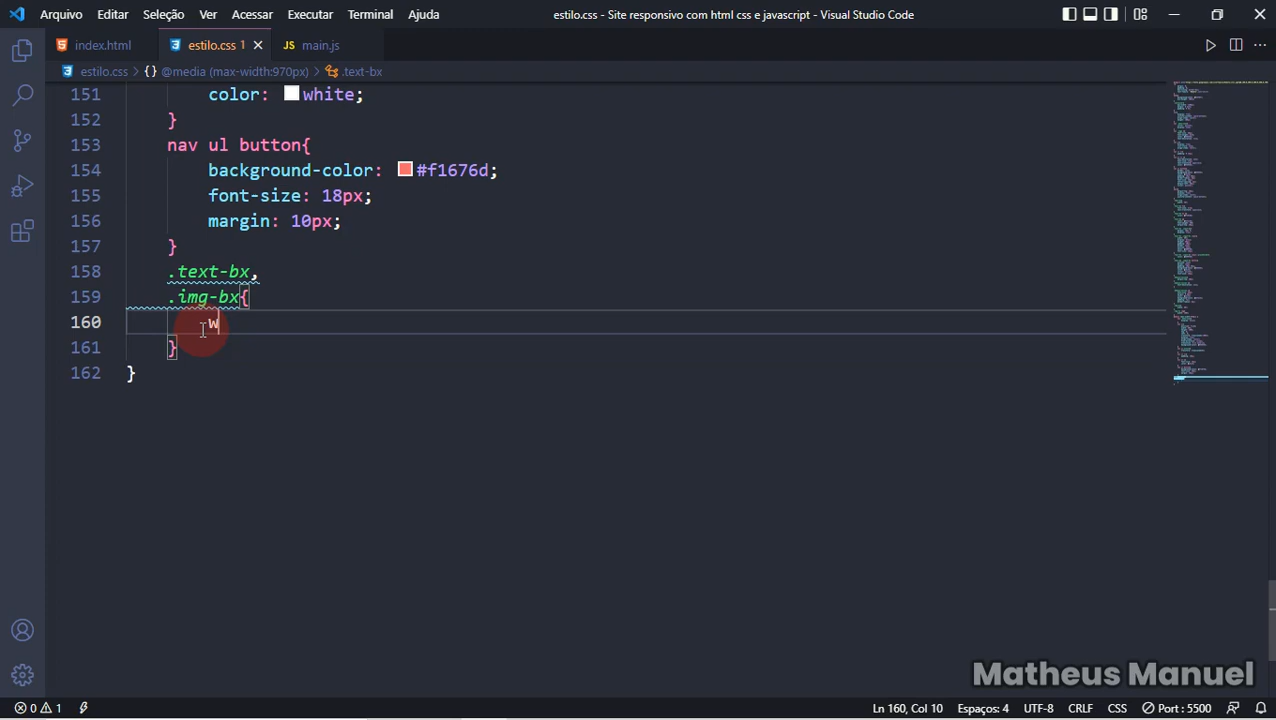 Arquivo Editar Seleção Ver Acessar Executar Terminal Ajuda estilo.css - Site responsivo com html css e javascript - Visual Studio Code
index.html estilo.css 1 JS main.js
estilo.css > {} @media (max-width:970px) > .text-bx
151 color: white;
152 }
153 nav ul button{
154 background-color: #f1676d;
155 font-size: 18px;
156 margin: 10px;
157 }
158 .text-bx,
159 .img-bx{
160 w
161 }
162 }
Matheus Manuel
0 1 Ln 160, Col 10 Espaços: 4 UTF-8 CRLF CSS Port : 5500